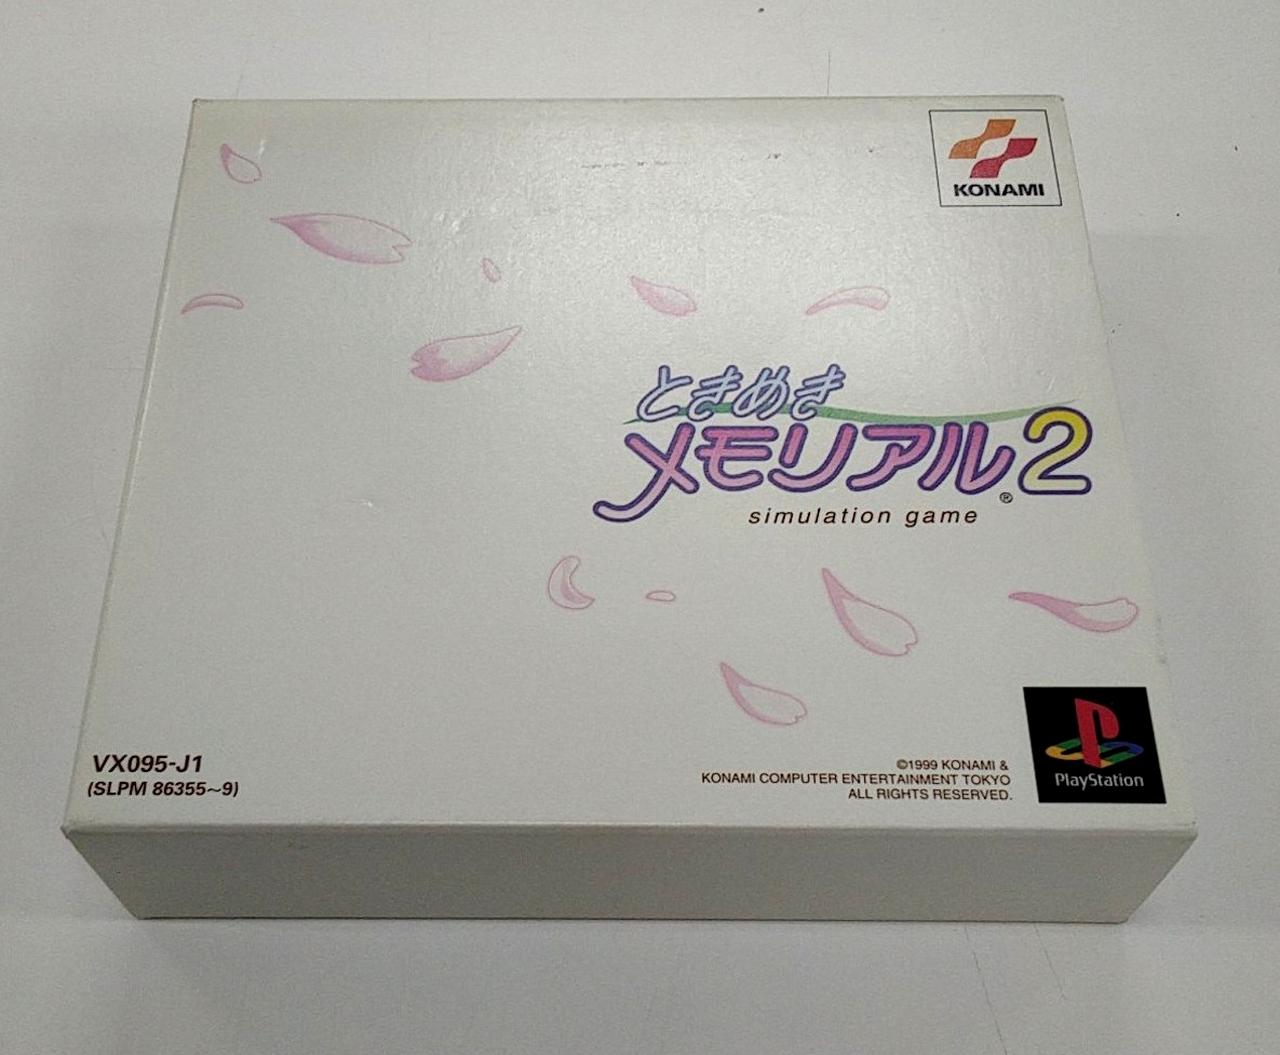 KONAMI
ときめき
メモリアル2
®
simulation game
VX095-J1
(SLPM 86355~9)
©1999 KONAMI &
KONAMI COMPUTER ENTERTAINMENT TOKYO
ALL RIGHTS RESERVED.
PlayStation